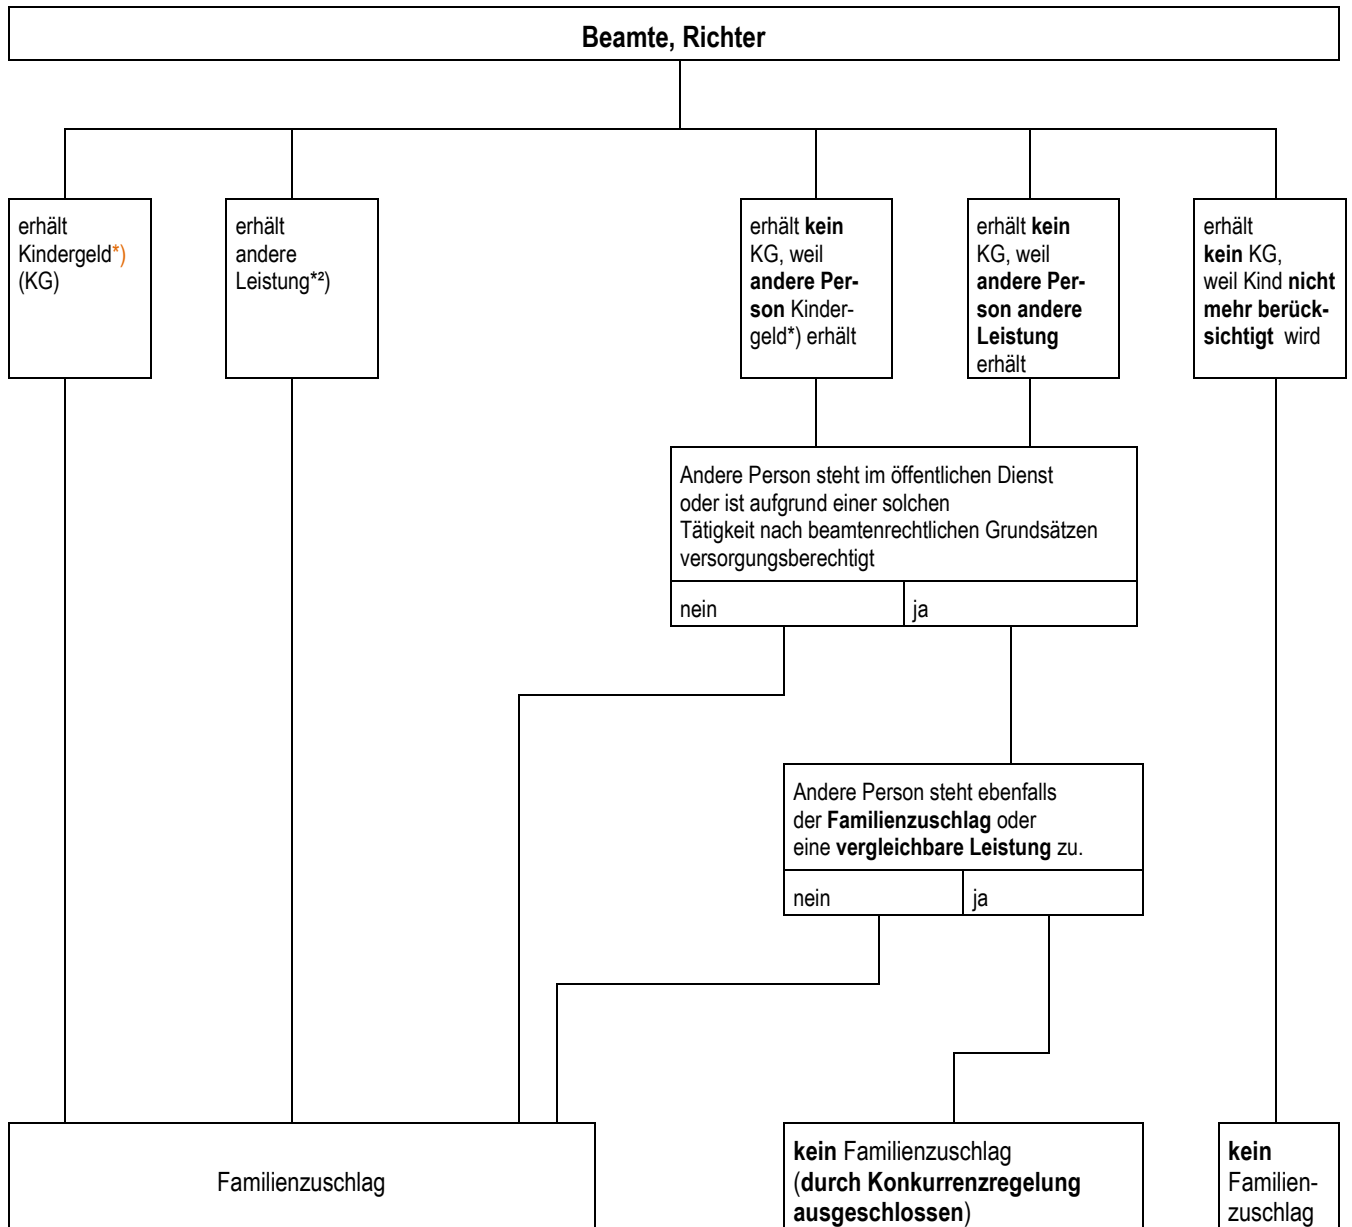 Beamte, Richter
erhält
Kindergeld*)
(KG)
erhält
andere
Leistung*²)
erhält kein
KG, weil
andere Per-
son Kinder-
geld*) erhält
erhält kein
KG, weil
andere Per-
son andere
Leistung
erhält
erhält
kein KG,
weil Kind nicht
mehr berück-
sichtigt wird
Andere Person steht im öffentlichen Dienst
oder ist aufgrund einer solchen
Tätigkeit nach beamtenrechtlichen Grundsätzen
versorgungsberechtigt
nein
ja
Andere Person steht ebenfalls
der Familienzuschlag oder
eine vergleichbare Leistung zu.
nein
ja
Familienzuschlag
kein Familienzuschlag
(durch Konkurrenzregelung
ausgeschlossen)
kein
Familien-
zuschlag